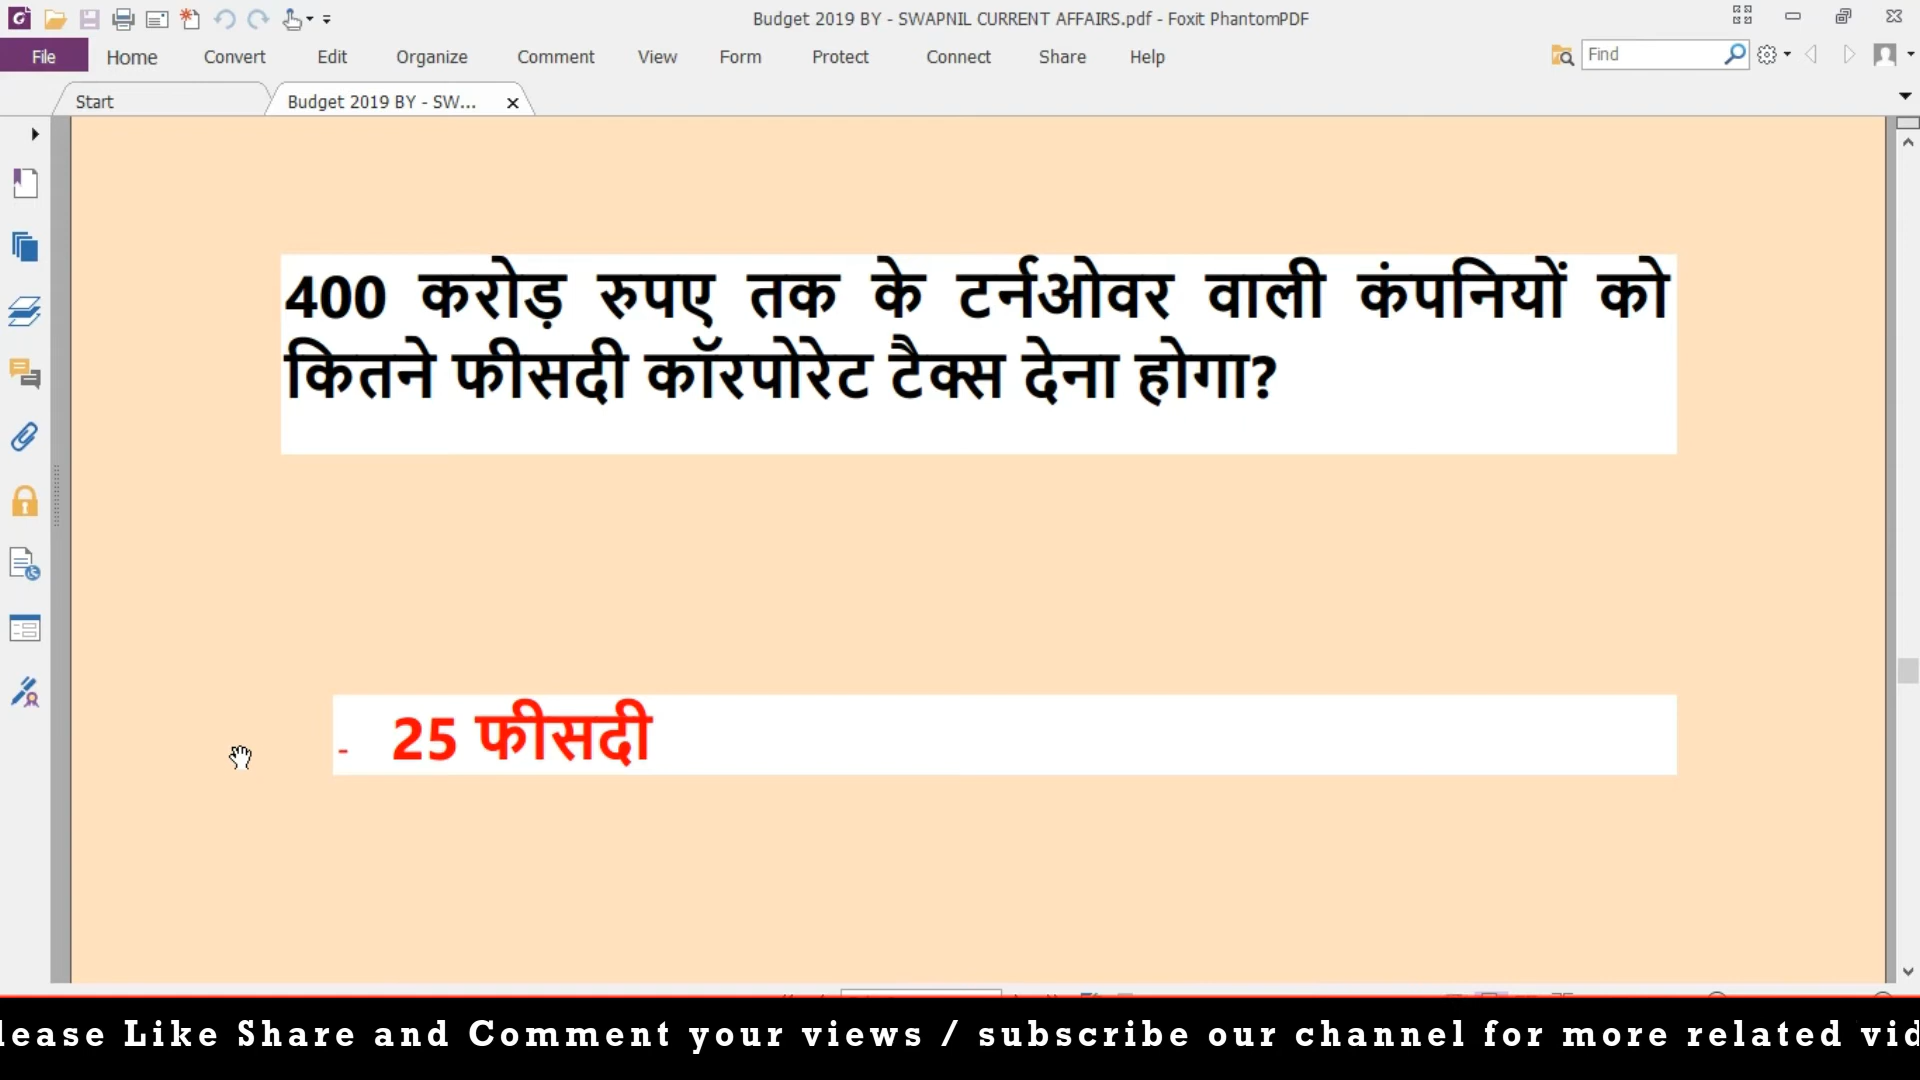 Budget 2019 BY - SWAPNIL CURRENT AFFAIRS.pdf - Foxit PhantomPDF
File Home Convert Edit Organize Comment View Form Protect Connect Share Help Find
Start Budget 2019 BY - SW...
400 करोड़ रुपए तक के टर्नओवर वाली कंपनियों को
कितने फीसदी कॉरपोरेट टैक्स देना होगा?
- 25 फीसदी
lease Like Share and Comment your views / subscribe our channel for more related vid